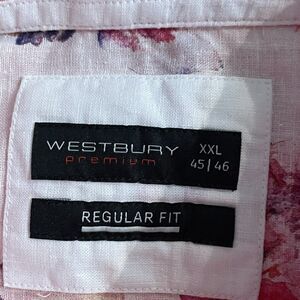 WESTBURY XXL
premium 45|46
REGULAR FIT